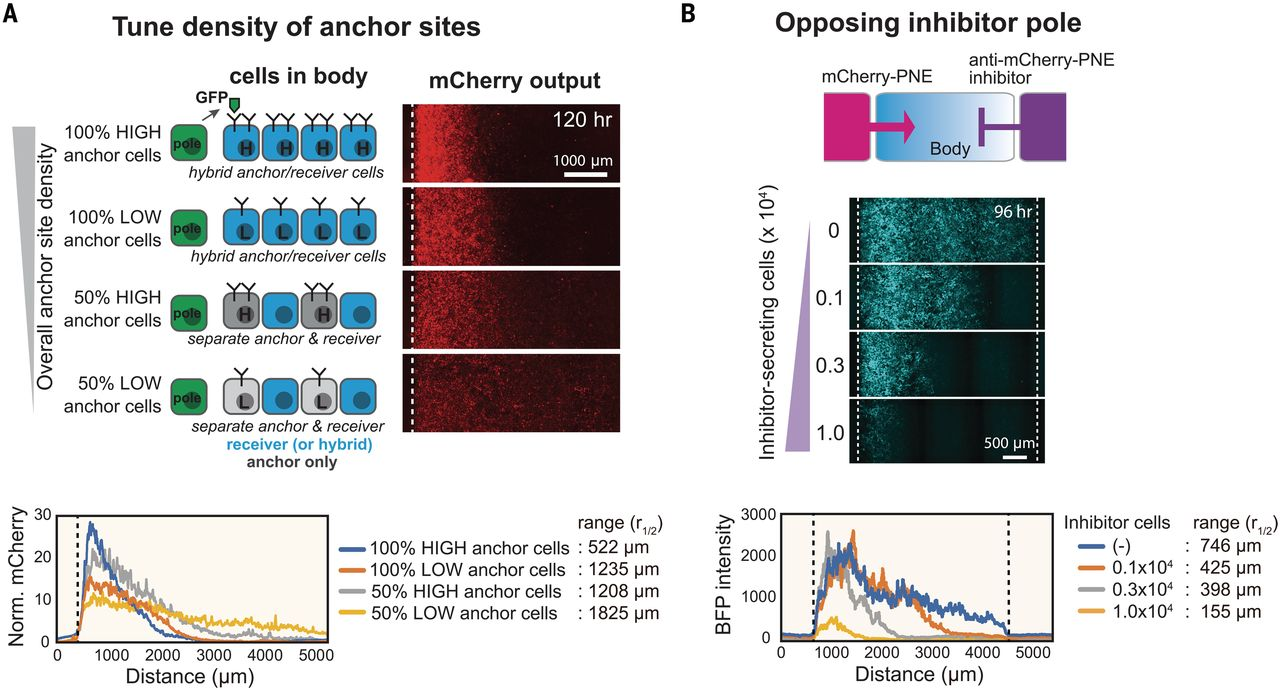 A
Tune density of anchor sites
cells in body
mCherry output
GFP
Overall anchor site density
100% HIGH
anchor cells
pole
H H H H
hybrid anchor/receiver cells
120 hr
1000 µm
100% LOW
anchor cells
pole
L L L L
hybrid anchor/receiver cells
50% HIGH
anchor cells
pole
H H
separate anchor & receiver
50% LOW
anchor cells
pole
L L
separate anchor & receiver
receiver (or hybrid)
anchor only
Norm. mCherry
30
20
10
0
0 1000 2000 3000 4000 5000
Distance (µm)
range (r1/2)
100% HIGH anchor cells : 522 µm
100% LOW anchor cells : 1235 µm
50% HIGH anchor cells : 1208 µm
50% LOW anchor cells : 1825 µm
B
Opposing inhibitor pole
mCherry-PNE
anti-mCherry-PNE
inhibitor
Body
Inhibitor-secreting cells (x 10⁴)
0
0.1
0.3
1.0
96 hr
500 µm
BFP intensity
3000
2000
1000
0
0 1000 2000 3000 4000 5000
Distance (µm)
Inhibitor cells range (r1/2)
(-) : 746 µm
0.1x10⁴ : 425 µm
0.3x10⁴ : 398 µm
1.0x10⁴ : 155 µm